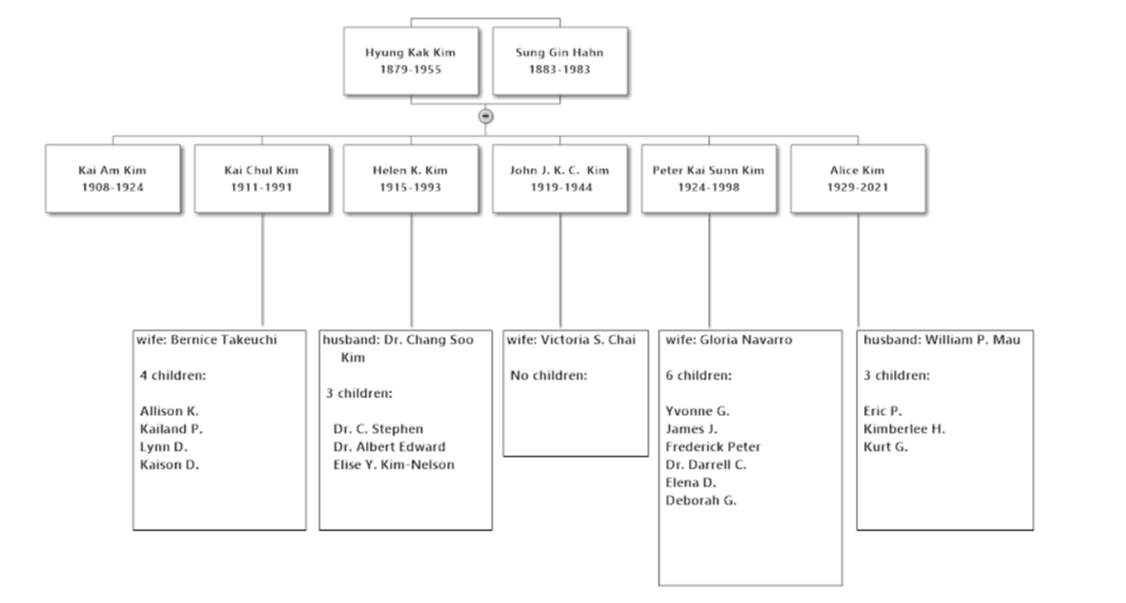 Hyung Kak Kim
1879-1955
Sung Gin Hahn
1883-1983
Kai Am Kim
1908-1924
Kai Chul Kim
1911-1991
Helen K. Kim
1915-1993
John J. K. C. Kim
1919-1944
Peter Kai Sunn Kim
1924-1998
Alice Kim
1929-2021
wife: Bernice Takeuchi
4 children:
Allison K.
Kailand P.
Lynn D.
Kaison D.
husband: Dr. Chang Soo
Kim
3 children:
Dr. C. Stephen
Dr. Albert Edward
Elise Y. Kim-Nelson
wife: Victoria S. Chai
No children:
wife: Gloria Navarro
6 children:
Yvonne G.
James J.
Frederick Peter
Dr. Darrell C.
Elena D.
Deborah G.
husband: William P. Mau
3 children:
Eric P.
Kimberlee H.
Kurt G.